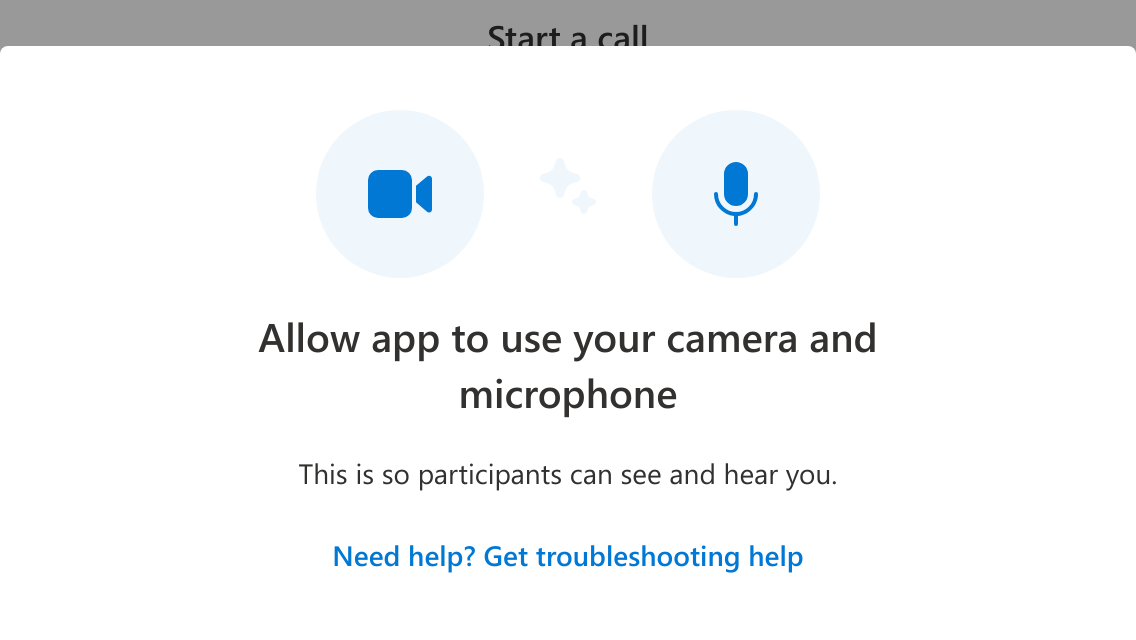 Start a call
Allow app to use your camera and
microphone
This is so participants can see and hear you.
Need help? Get troubleshooting help